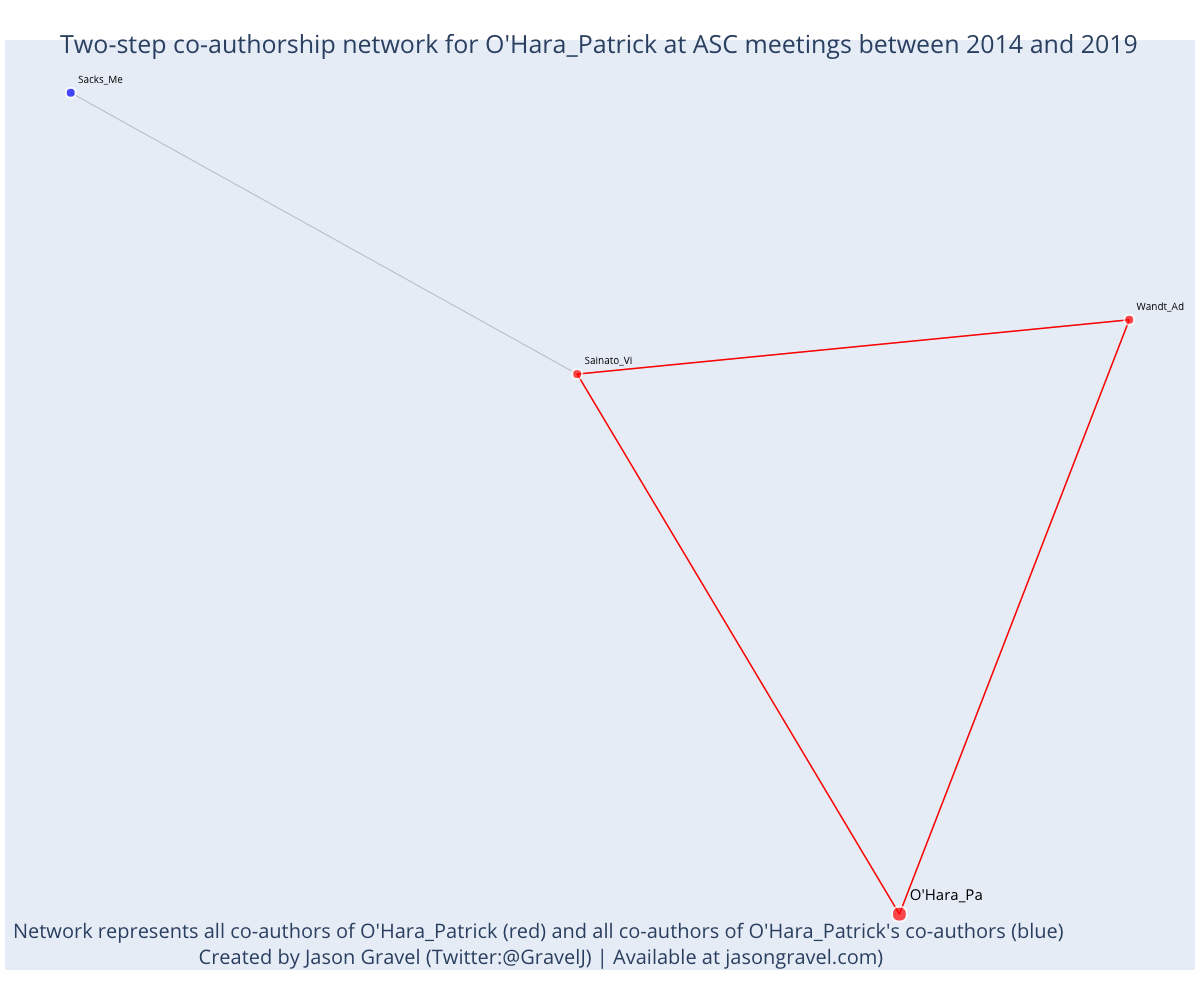 Two-step co-authorship network for O'Hara_Patrick at ASC meetings between 2014 and 2019
Sacks_Me
Wandt_Ad
Sainato_Vi
O'Hara_Pa
Network represents all co-authors of O'Hara_Patrick (red) and all co-authors of O'Hara_Patrick's co-authors (blue)
Created by Jason Gravel (Twitter:@GravelJ) | Available at jasongravel.com)